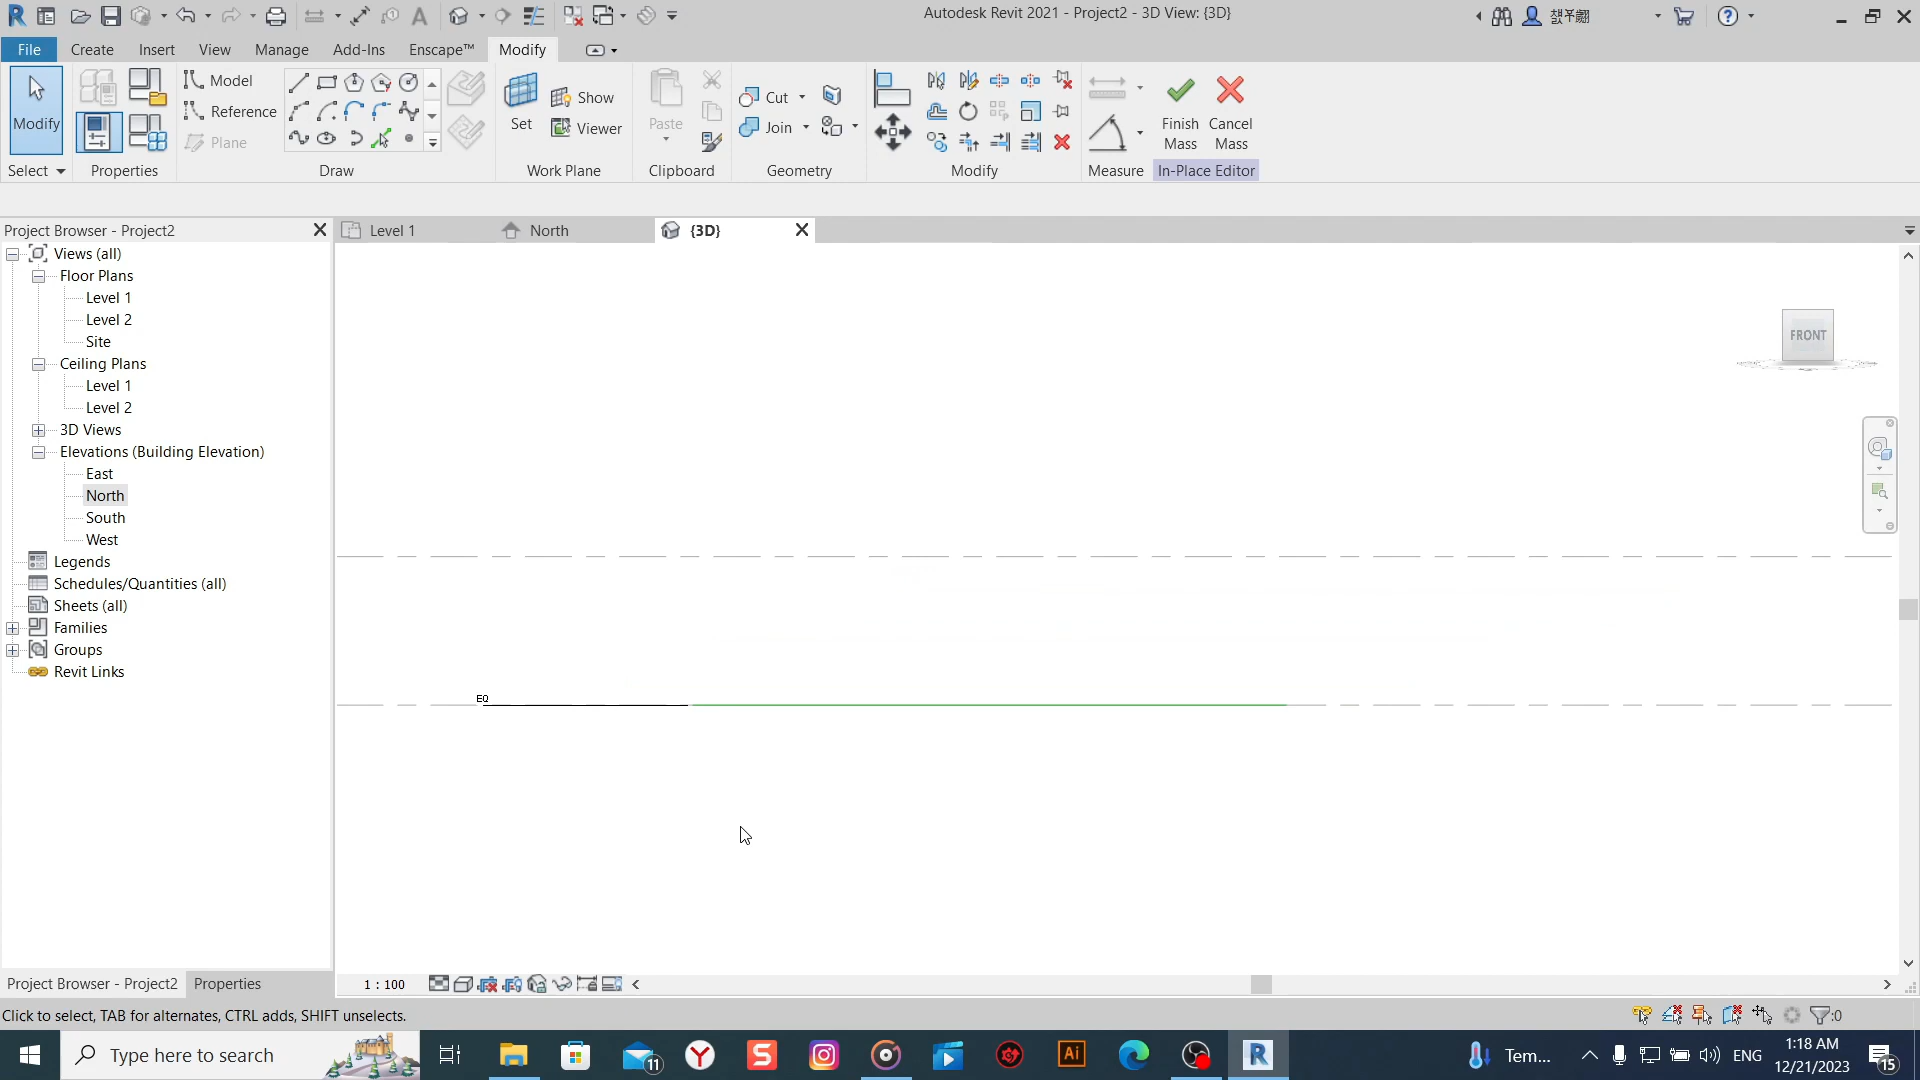 Autodesk Revit 2021 - Project2 - 3D View: {3D}
File Create Insert View Manage Add-Ins Enscape™ Modify
Modify
Model
Reference
Plane
Set
Show
Viewer
Paste
Cut
Join
Finish Mass
Cancel Mass
Select Properties Draw Work Plane Clipboard Geometry Modify Measure In-Place Editor
Project Browser - Project2
Level 1 North {3D}
Views (all)
Floor Plans
Level 1
Level 2
Site
Ceiling Plans
Level 1
Level 2
3D Views
Elevations (Building Elevation)
East
North
South
West
Legends
Schedules/Quantities (all)
Sheets (all)
Families
Groups
Revit Links
FRONT
EQ
Project Browser - Project2 Properties
1 : 100
Click to select, TAB for alternates, CTRL adds, SHIFT unselects.
:0
Type here to search
11
Tem...
ENG
1:18 AM
12/21/2023
15